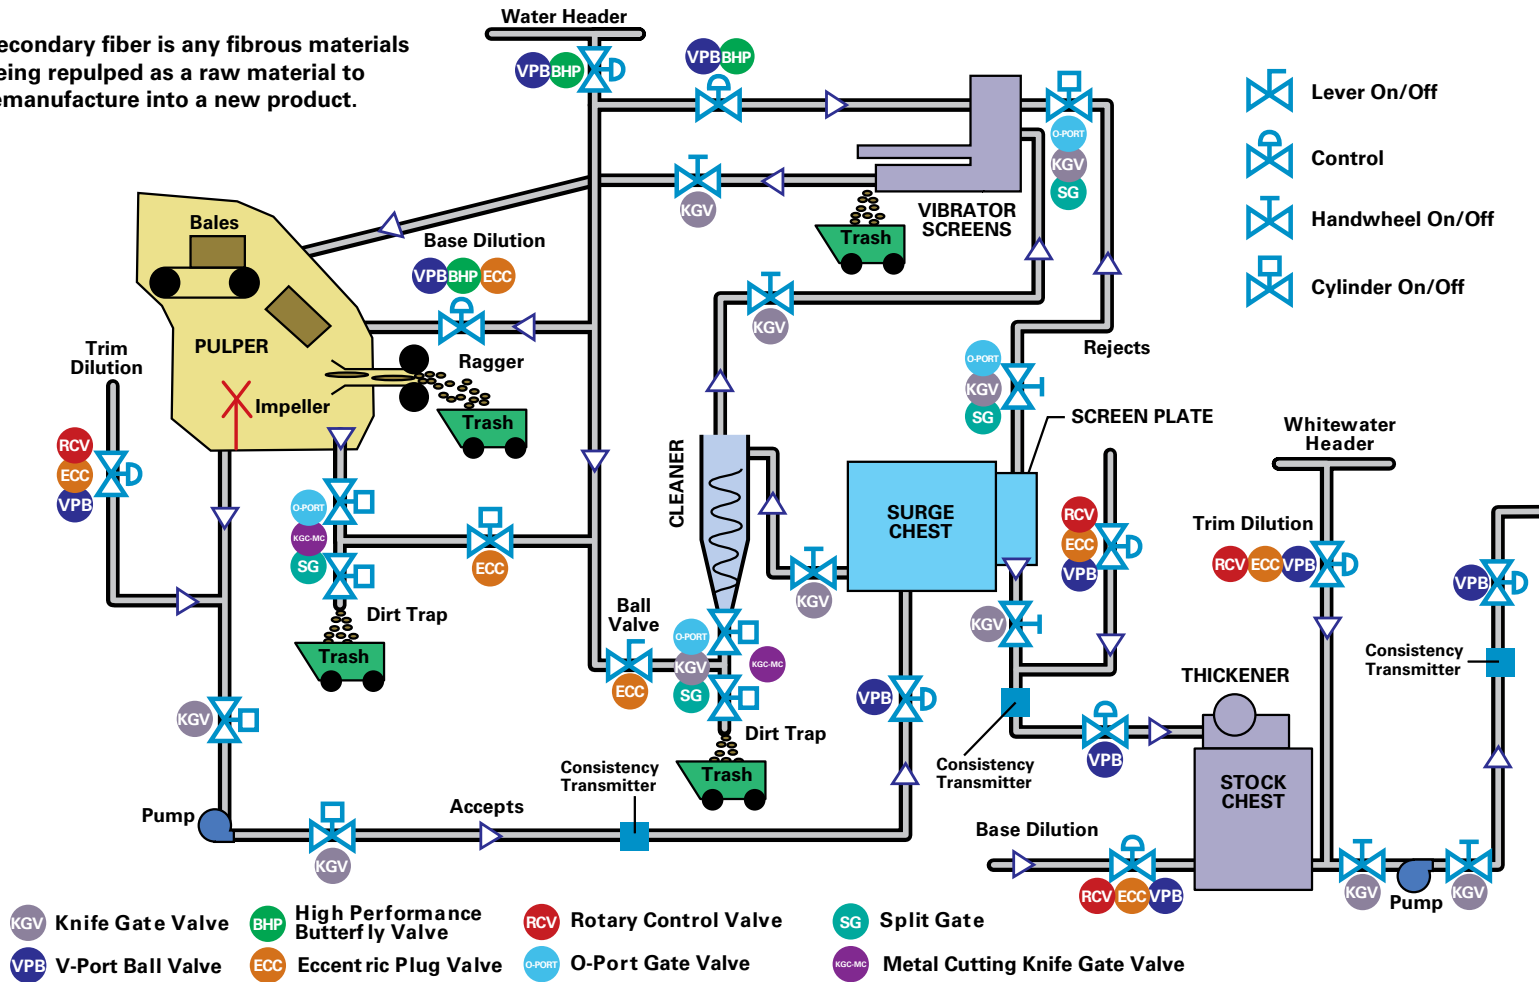 Water Header
econdary fiber is any fibrous materials
eing repulped as a raw material to
emanufacture into a new product.
VPB BHP
VPB BHP
Lever On/Off
Control
Handwheel On/Off
Cylinder On/Off
O-PORT
KGV
SG
KGV
VIBRATOR
SCREENS
Trash
Bales
Base Dilution
VPB BHP ECC
KGV
PULPER
Trim
Dilution
Ragger
Impeller
Trash
Rejects
O-PORT
KGV
SG
SCREEN PLATE
Whitewater
Header
RCV
ECC
VPB
CLEANER
O-PORT
KGC-MC
SG
ECC
SURGE
CHEST
RCV
ECC
VPB
Trim Dilution
RCV ECC VPB
VPB
KGV
Dirt Trap
Trash
Ball
Valve
ECC
O-PORT
KGV
SG
KGC-MC
KGV
Consistency
Transmitter
THICKENER
KGV
VPB
Dirt Trap
Trash
Consistency
Transmitter
Consistency
Transmitter
VPB
STOCK
CHEST
Pump
Accepts
KGV
Base Dilution
RCV ECC VPB
KGV
Pump
KGV
KGV Knife Gate Valve
BHP High Performance
Butterfly Valve
RCV Rotary Control Valve
SG Split Gate
VPB V-Port Ball Valve
ECC Eccentric Plug Valve
O-PORT O-Port Gate Valve
KGC-MC Metal Cutting Knife Gate Valve